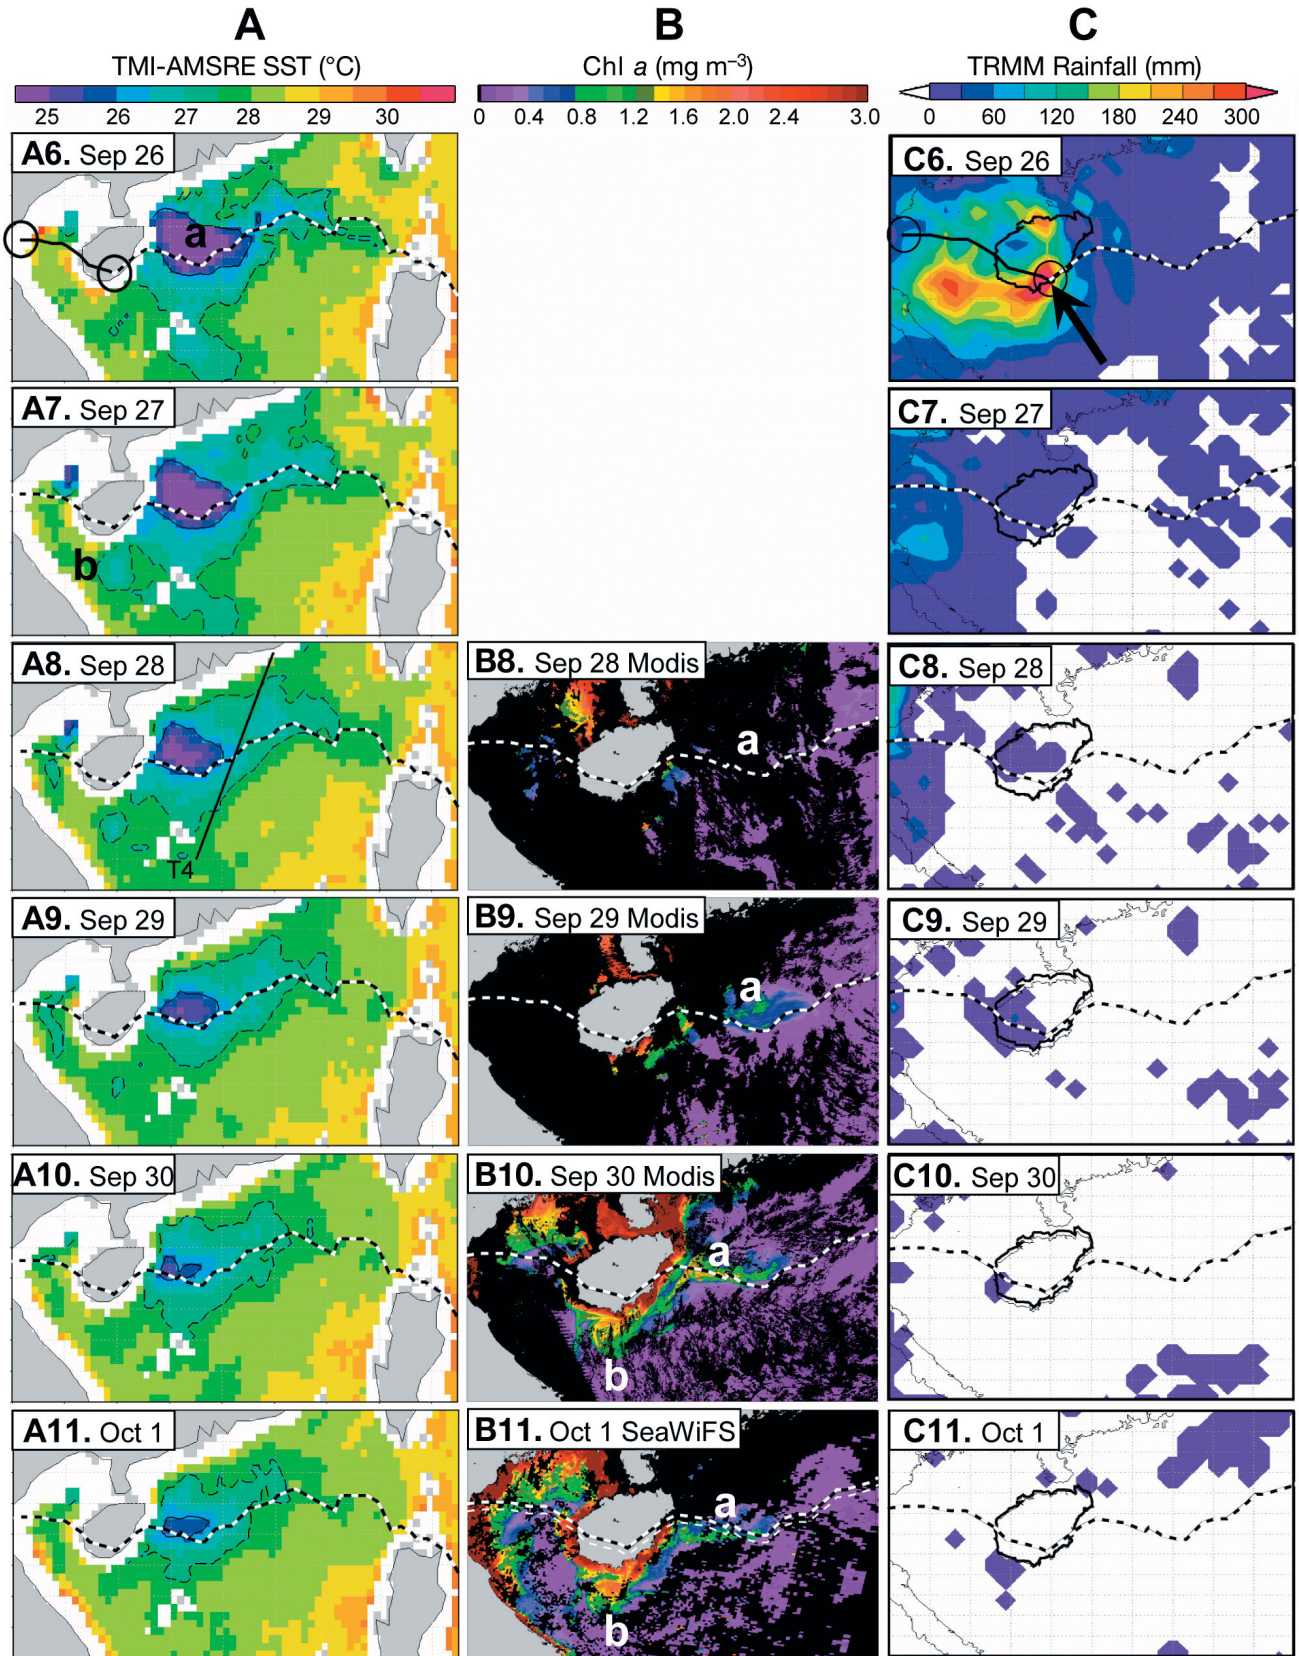 A B C
TMI-AMSRE SST (°C) Chl a (mg m⁻³) TRMM Rainfall (mm)
25 26 27 28 29 30 0 0.4 0.8 1.2 1.6 2.0 2.4 3.0 0 60 120 180 240 300
A6. Sep 26 C6. Sep 26
a
A7. Sep 27 C7. Sep 27
b
A8. Sep 28 B8. Sep 28 Modis C8. Sep 28
a
T4
A9. Sep 29 B9. Sep 29 Modis C9. Sep 29
a
A10. Sep 30 B10. Sep 30 Modis C10. Sep 30
a
b
A11. Oct 1 B11. Oct 1 SeaWiFS C11. Oct 1
a
b